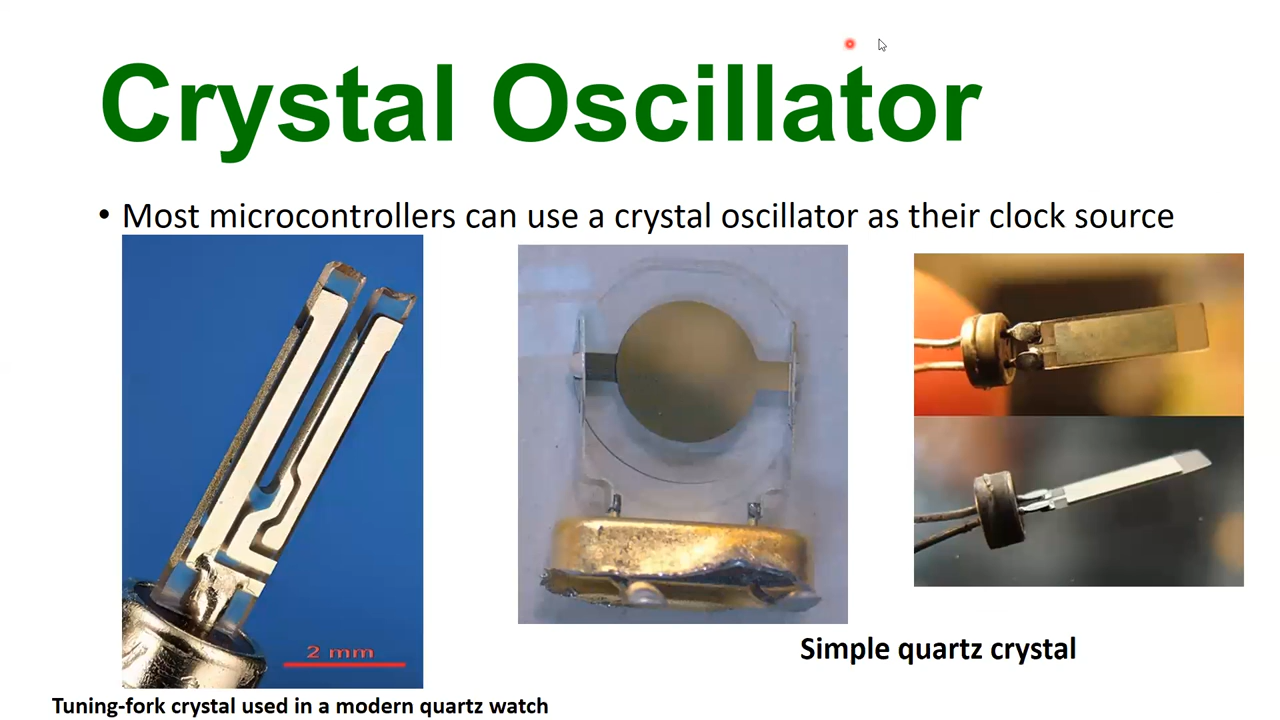 Crystal Oscillator
• Most microcontrollers can use a crystal oscillator as their clock source
2 mm
Simple quartz crystal
Tuning-fork crystal used in a modern quartz watch